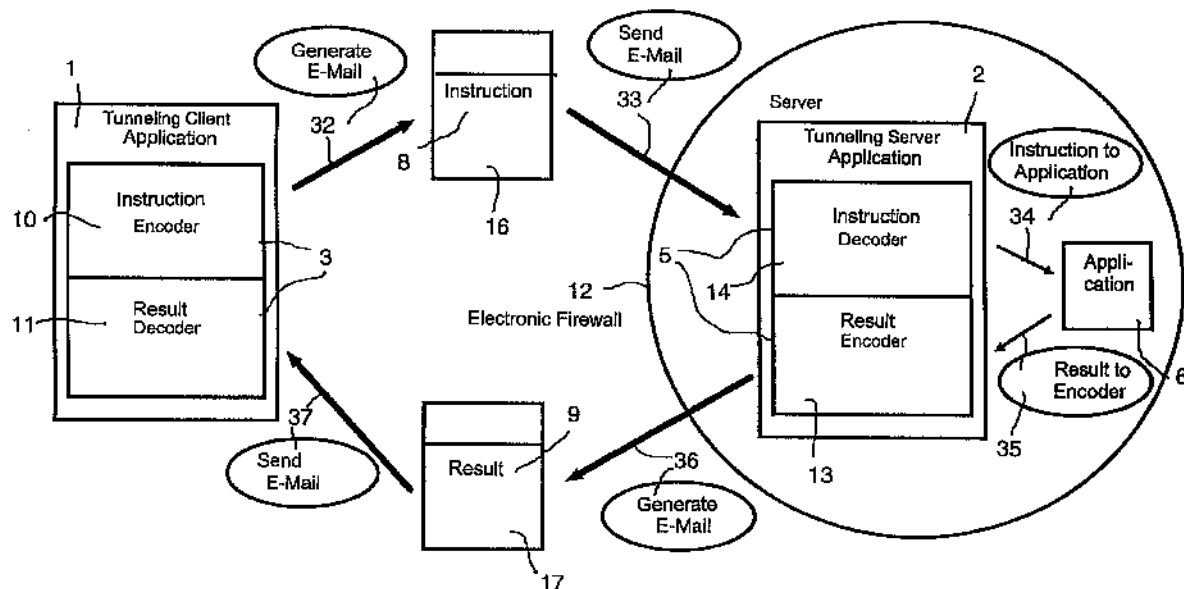 Generate
E-Mail
Send
E-Mail
1
Tunneling Client
Application
32
Instruction
8
33
Server
2
Tunneling Server
Application
Instruction to
Application
10
Instruction
Encoder
16
Instruction
Decoder
34
3
5
12
14
Appli-
cation
11
Result
Decoder
Electronic Firewall
Result
Encoder
Result to
Encoder
6
37
9
35
Send
E-Mail
Result
36
13
Generate
E-Mail
17